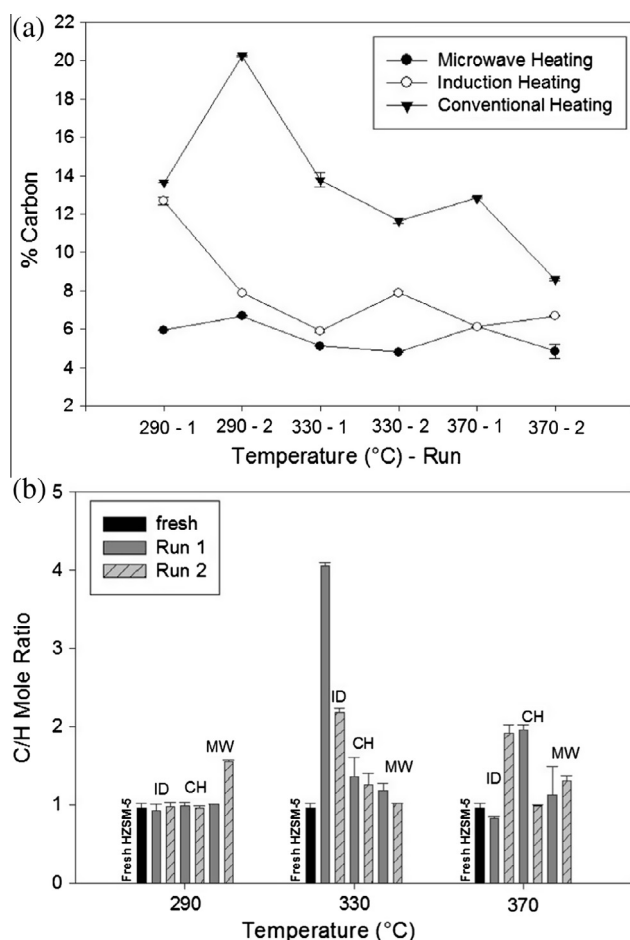 (a)
22
20
18
16
14
12
10
8
6
4
2
% Carbon
Microwave Heating
Induction Heating
Conventional Heating
290 - 1
290 - 2
330 - 1
330 - 2
370 - 1
370 - 2
Temperature (°C) - Run
(b)
5
4
3
2
1
0
C/H Mole Ratio
fresh
Run 1
Run 2
Fresh HZSM-5
ID
CH
MW
Fresh HZSM-5
ID
CH
MW
Fresh HZSM-5
ID
CH
MW
290
330
370
Temperature (°C)